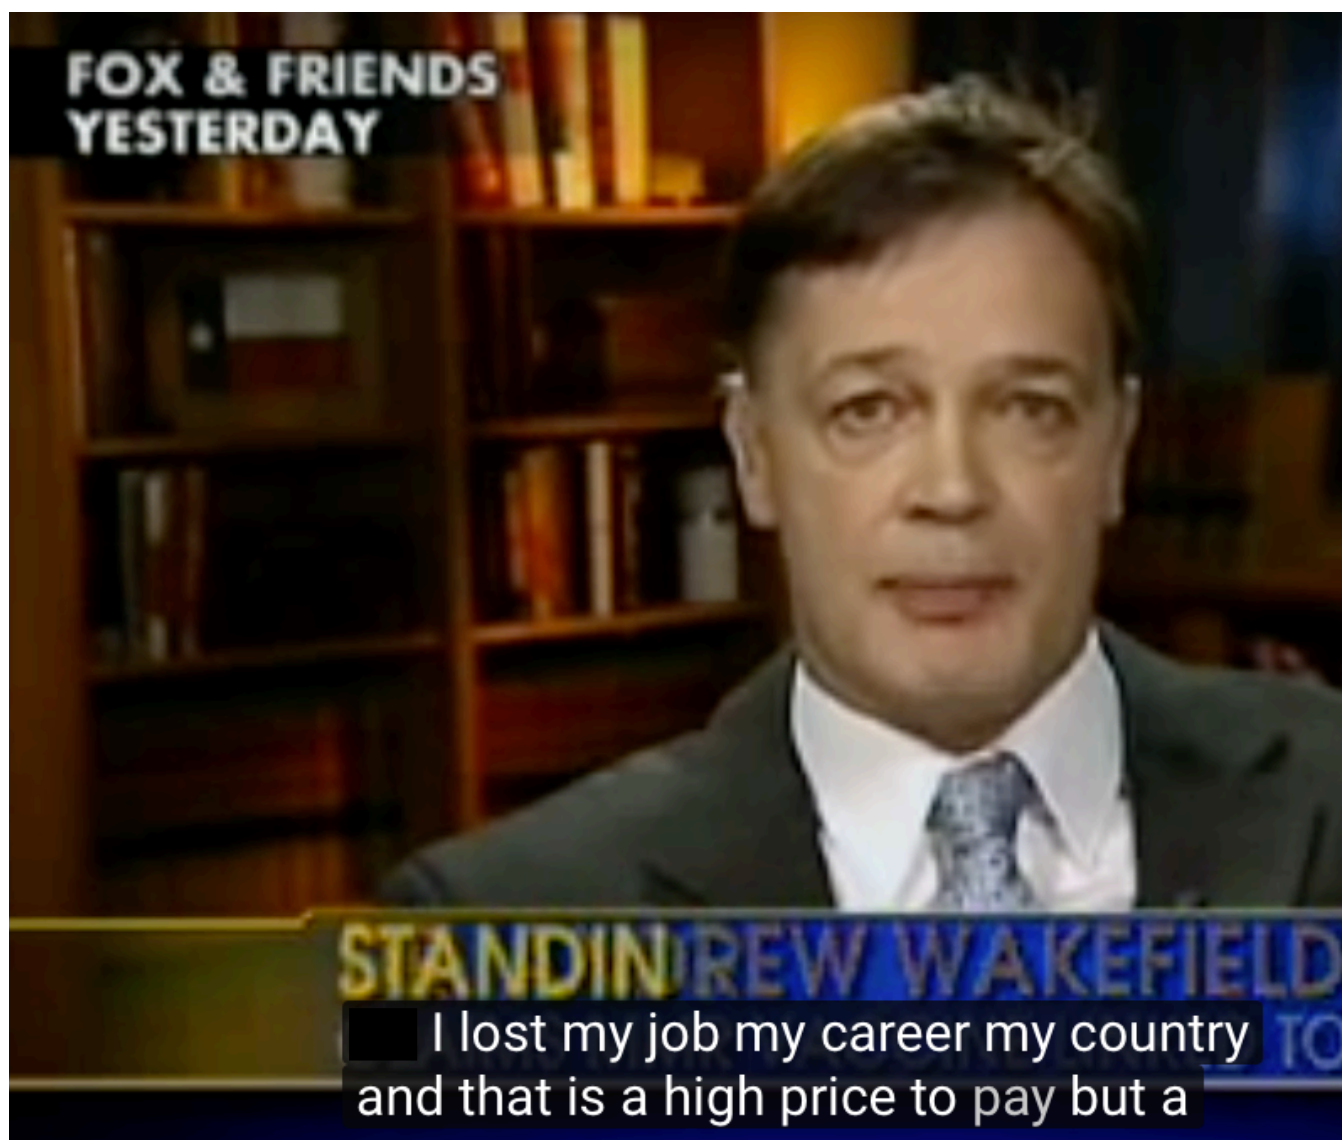 FOX & FRIENDS
YESTERDAY
STANDIN REW WAKEFIELD
TO
I lost my job my career my country
and that is a high price to pay but a